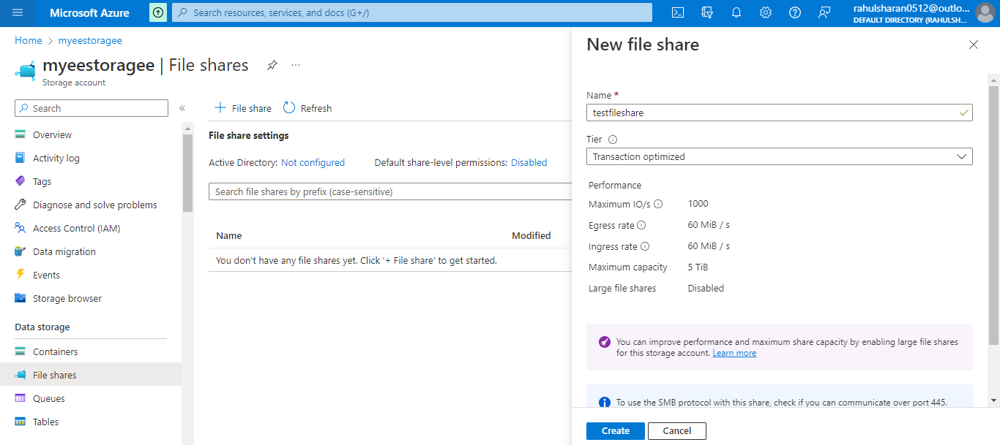 Microsoft Azure
Search resources, services, and docs (G+/)
rahulsharan0512@outlo...
DEFAULT DIRECTORY (RAHULSH...
Home > myeestoragee
myeestoragee | File shares
...
Storage account
Search
«
Overview
Activity log
Tags
Diagnose and solve problems
Access Control (IAM)
Data migration
Events
Storage browser
Data storage
Containers
File shares
Queues
Tables
+ File share Refresh
File share settings
Active Directory: Not configured Default share-level permissions: Disabled
Search file shares by prefix (case-sensitive)
Name Modified
You don't have any file shares yet. Click '+ File share' to get started.
New file share
Name *
testfileshare
Tier
Transaction optimized
Performance
Maximum IO/s 1000
Egress rate 60 MiB / s
Ingress rate 60 MiB / s
Maximum capacity 5 TiB
Large file shares Disabled
You can improve performance and maximum share capacity by enabling large file shares
for this storage account. Learn more
To use the SMB protocol with this share, check if you can communicate over port 445.
Create Cancel